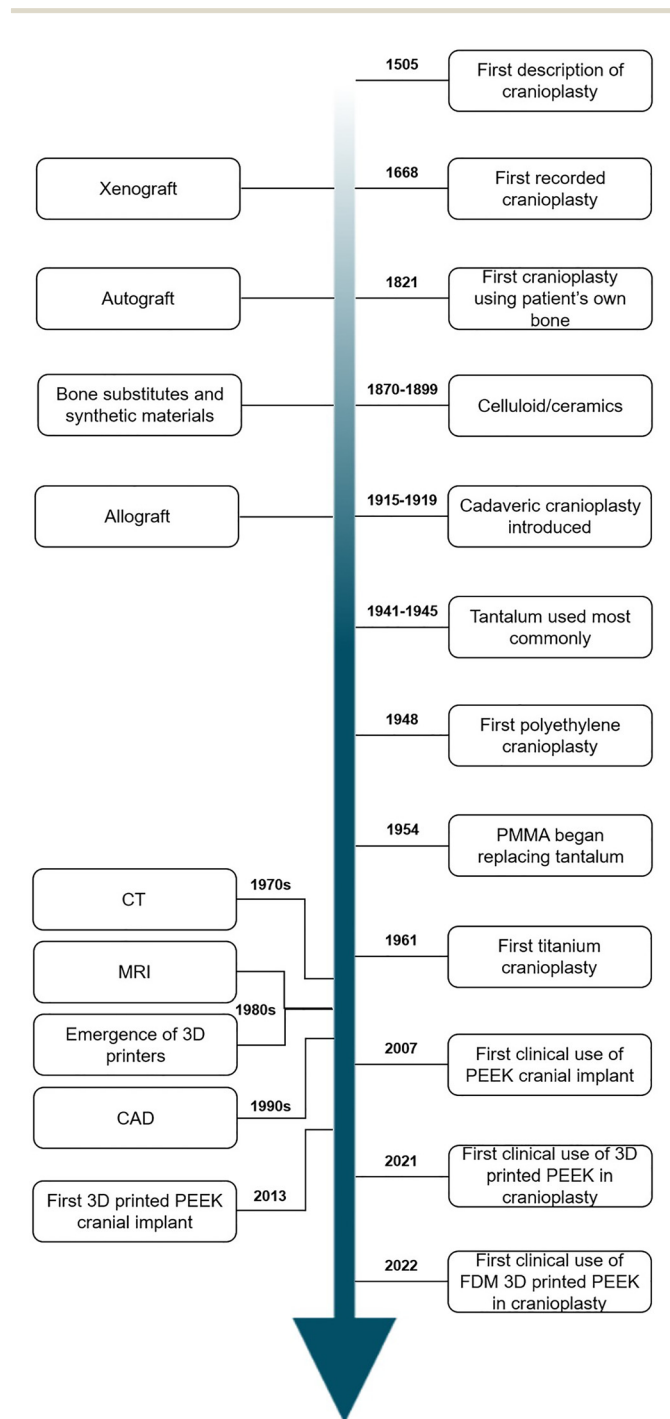 1505
First description of
cranioplasty
Xenograft
1668
First recorded
cranioplasty
Autograft
1821
First cranioplasty
using patient's own
bone
Bone substitutes and
synthetic materials
1870-1899
Celluloid/ceramics
Allograft
1915-1919
Cadaveric cranioplasty
introduced
1941-1945
Tantalum used most
commonly
1948
First polyethylene
cranioplasty
1954
PMMA began
replacing tantalum
CT
1970s
1961
First titanium
cranioplasty
MRI
1980s
Emergence of 3D
printers
2007
First clinical use of
PEEK cranial implant
CAD
1990s
2021
First clinical use of 3D
printed PEEK in
cranioplasty
First 3D printed PEEK
cranial implant
2013
2022
First clinical use of
FDM 3D printed PEEK
in cranioplasty